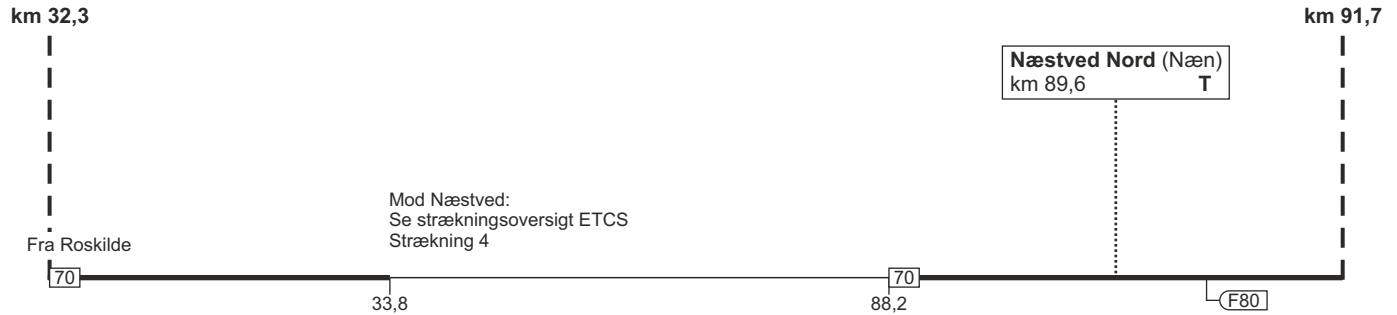 km 32,3
km 91,7
Næstved Nord (Næn)
km 89,6 T
Mod Næstved:
Se strækningsoversigt ETCS
Strækning 4
Fra Roskilde
70
70
33,8
88,2
F80